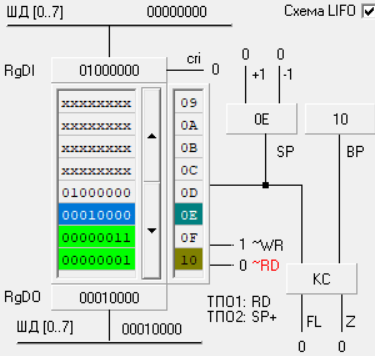 ШД [0..7] 00000000 Схема LIFO
RgDI 01000000 cri 0 0 0
+1 -1
xxxxxxxx 09
xxxxxxxx 0A 0E 10
xxxxxxxx 0B
xxxxxxxx 0C SP BP
01000000 0D
00010000 0E
00000011 0F 1 ~WR
00000001 10 0 ~RD
КС
RgDO 00010000 ТПО1: RD
ТПО2: SP+
ШД [0..7] 00010000 FL Z
0 0